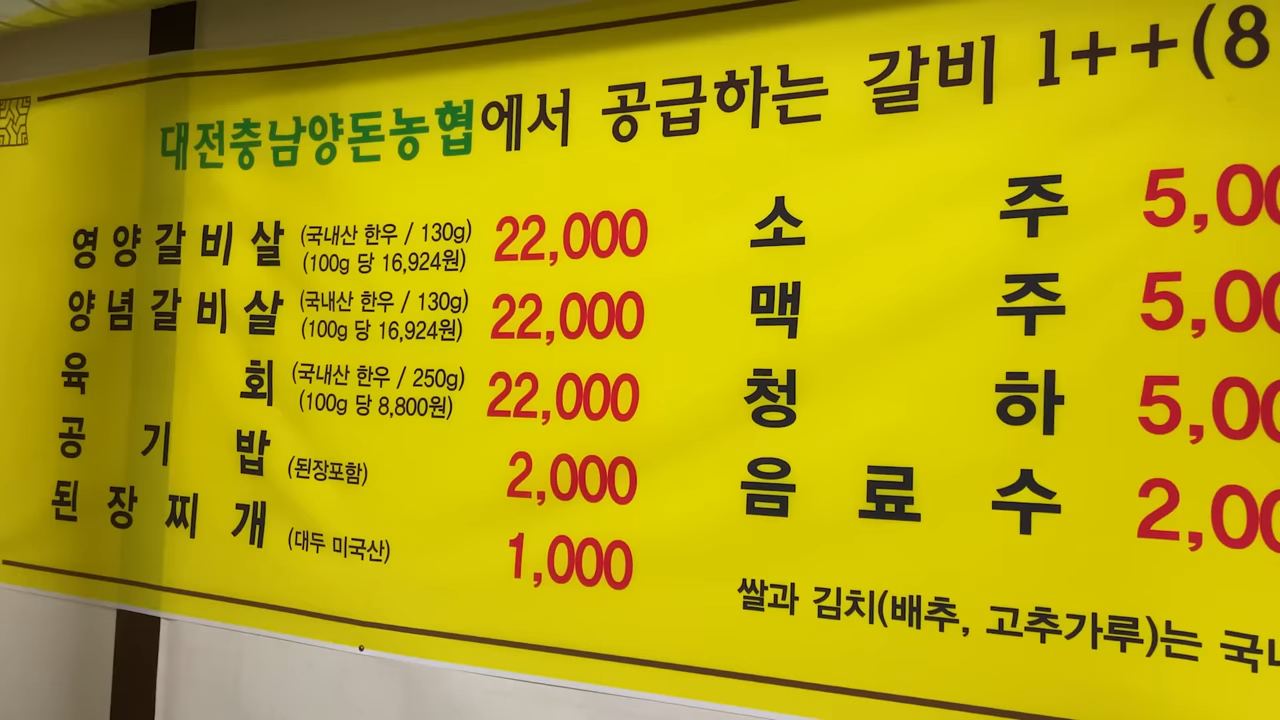 대전충남양돈농협에서 공급하는 갈비 1++(8
영양갈비살 (국내산 한우 / 130g) (100g 당 16,924원) 22,000
양념갈비살 (국내산 한우 / 130g) (100g 당 16,924원) 22,000
육회 (국내산 한우 / 250g) (100g 당 8,800원) 22,000
공기밥 (된장포함) 2,000
된장찌개 (대두 미국산) 1,000
소주 5,00
맥주 5,00
청하 5,00
음료수 2,00
쌀과 김치(배추, 고추가루)는 국